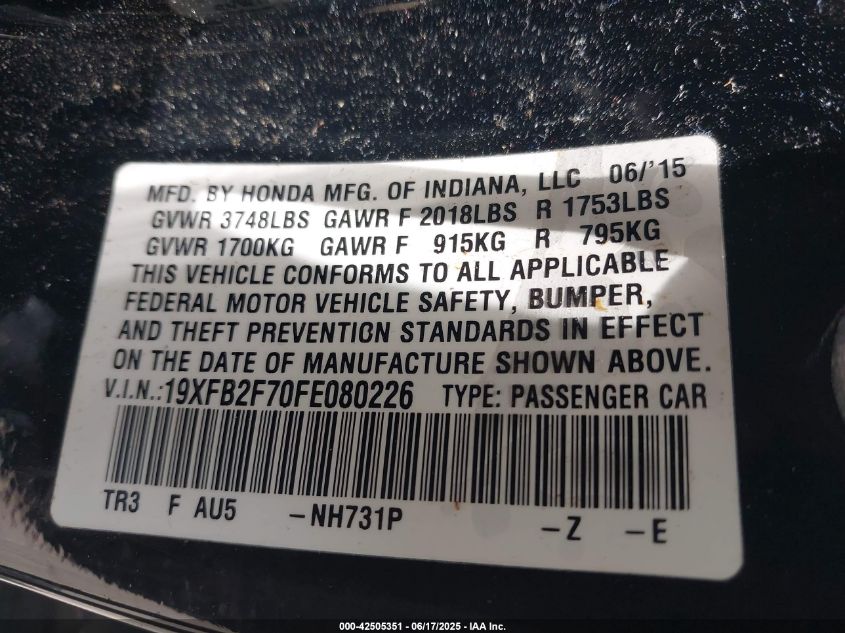 MFD. BY HONDA MFG. OF INDIANA, LLC 06/'15
GVWR 3748LBS GAWR F 2018LBS R 1753LBS
GVWR 1700KG GAWR F 915KG R 795KG
THIS VEHICLE CONFORMS TO ALL APPLICABLE
FEDERAL MOTOR VEHICLE SAFETY, BUMPER,
AND THEFT PREVENTION STANDARDS IN EFFECT
ON THE DATE OF MANUFACTURE SHOWN ABOVE.
V.I.N.:19XFB2F70FE080226 TYPE: PASSENGER CAR
TR3 F AU5 -NH731P -Z -E
000-42505351 - 06/17/2025 - IAA Inc.